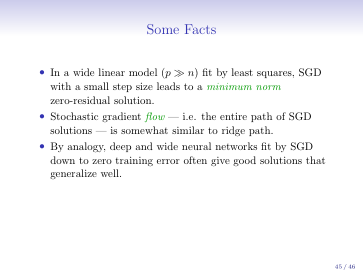 Some Facts
• In a wide linear model (p ≫ n) fit by least squares, SGD
with a small step size leads to a minimum norm
zero-residual solution.
• Stochastic gradient flow — i.e. the entire path of SGD
solutions — is somewhat similar to ridge path.
• By analogy, deep and wide neural networks fit by SGD
down to zero training error often give good solutions that
generalize well.
45 / 46